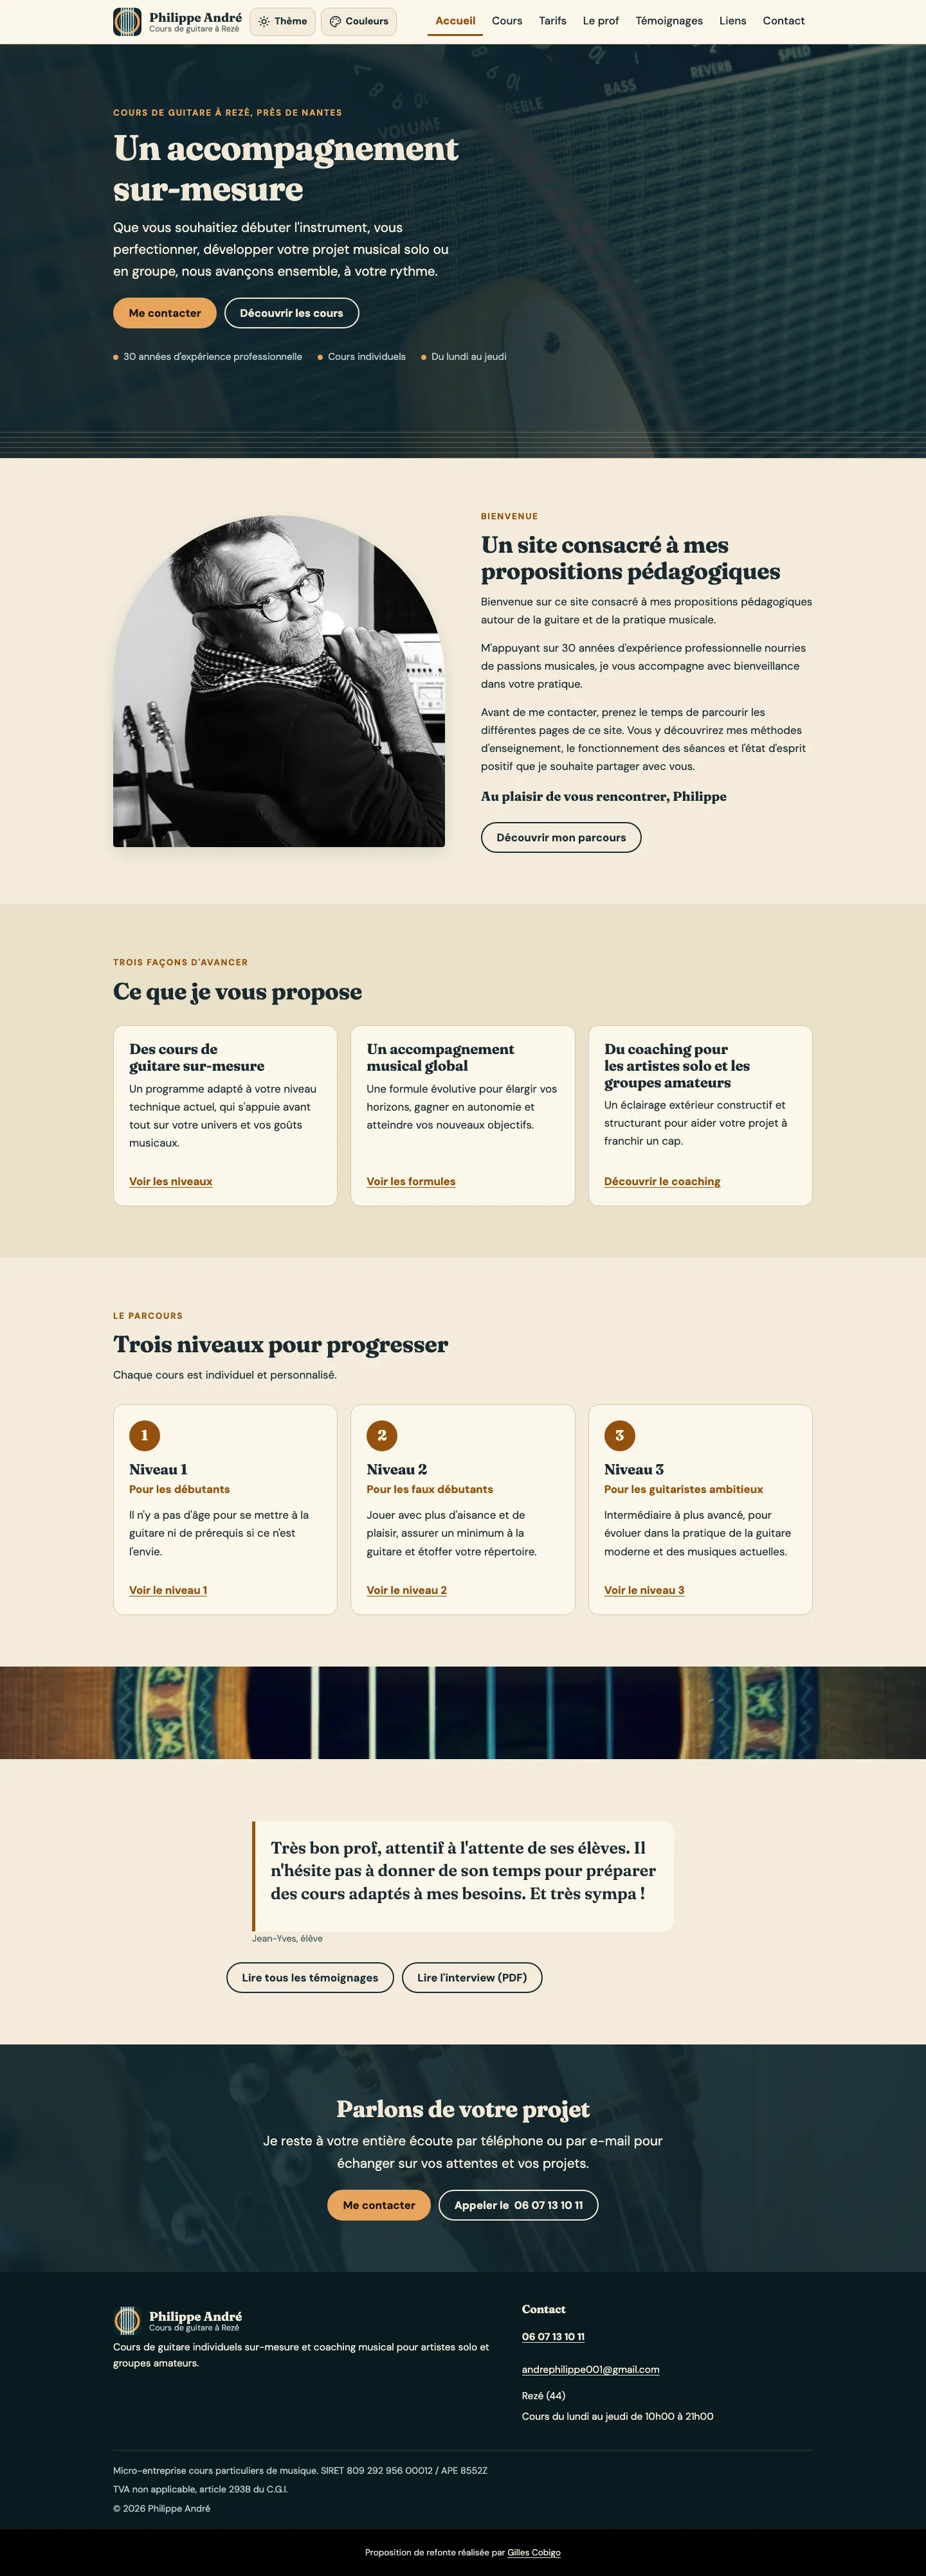 Philippe André
Cours de guitare à Rezé
Thème
Couleurs
Accueil
Cours
Tarifs
Le prof
Témoignages
Liens
Contact
VOLUME
TREBLE
BASS
REVERB
SPEED
COURS DE GUITARE À REZÉ, PRÈS DE NANTES
Un accompagnement
sur-mesure
Que vous souhaitiez débuter l'instrument, vous
perfectionner, développer votre projet musical solo ou
en groupe, nous avançons ensemble, à votre rythme.
Me contacter
Découvrir les cours
30 années d'expérience professionnelle
Cours individuels
Du lundi au jeudi
BIENVENUE
Un site consacré à mes
propositions pédagogiques
Bienvenue sur ce site consacré à mes propositions pédagogiques
autour de la guitare et de la pratique musicale.
M'appuyant sur 30 années d'expérience professionnelle nourries
de passions musicales, je vous accompagne avec bienveillance
dans votre pratique.
Avant de me contacter, prenez le temps de parcourir les
différentes pages de ce site. Vous y découvrirez mes méthodes
d'enseignement, le fonctionnement des séances et l'état d'esprit
positif que je souhaite partager avec vous.
Au plaisir de vous rencontrer, Philippe
Découvrir mon parcours
TROIS FAÇONS D'AVANCER
Ce que je vous propose
Des cours de
guitare sur-mesure
Un programme adapté à votre niveau
technique actuel, qui s'appuie avant
tout sur votre univers et vos goûts
musicaux.
Voir les niveaux
Un accompagnement
musical global
Une formule évolutive pour élargir vos
horizons, gagner en autonomie et
atteindre vos nouveaux objectifs.
Voir les formules
Du coaching pour
les artistes solo et les
groupes amateurs
Un éclairage extérieur constructif et
structurant pour aider votre projet à
franchir un cap.
Découvrir le coaching
LE PARCOURS
Trois niveaux pour progresser
Chaque cours est individuel et personnalisé.
1
Niveau 1
Pour les débutants
Il n'y a pas d'âge pour se mettre à la
guitare ni de prérequis si ce n'est
l'envie.
Voir le niveau 1
2
Niveau 2
Pour les faux débutants
Jouer avec plus d'aisance et de
plaisir, assurer un minimum à la
guitare et étoffer votre répertoire.
Voir le niveau 2
3
Niveau 3
Pour les guitaristes ambitieux
Intermédiaire à plus avancé, pour
évoluer dans la pratique de la guitare
moderne et des musiques actuelles.
Voir le niveau 3
Très bon prof, attentif à l'attente de ses élèves. Il
n'hésite pas à donner de son temps pour préparer
des cours adaptés à mes besoins. Et très sympa !
Jean-Yves, élève
Lire tous les témoignages
Lire l'interview (PDF)
Parlons de votre projet
Je reste à votre entière écoute par téléphone ou par e-mail pour
échanger sur vos attentes et vos projets.
Me contacter
Appeler le 06 07 13 10 11
Philippe André
Cours de guitare à Rezé
Cours de guitare individuels sur-mesure et coaching musical pour artistes solo et
groupes amateurs.
Contact
06 07 13 10 11
andrephilippe001@gmail.com
Rezé (44)
Cours du lundi au jeudi de 10h00 à 21h00
Micro-entreprise cours particuliers de musique. SIRET 809 292 956 00012 / APE 8552Z
TVA non applicable, article 293B du C.G.I.
© 2026 Philippe André
Proposition de refonte réalisée par Gilles Cobigo